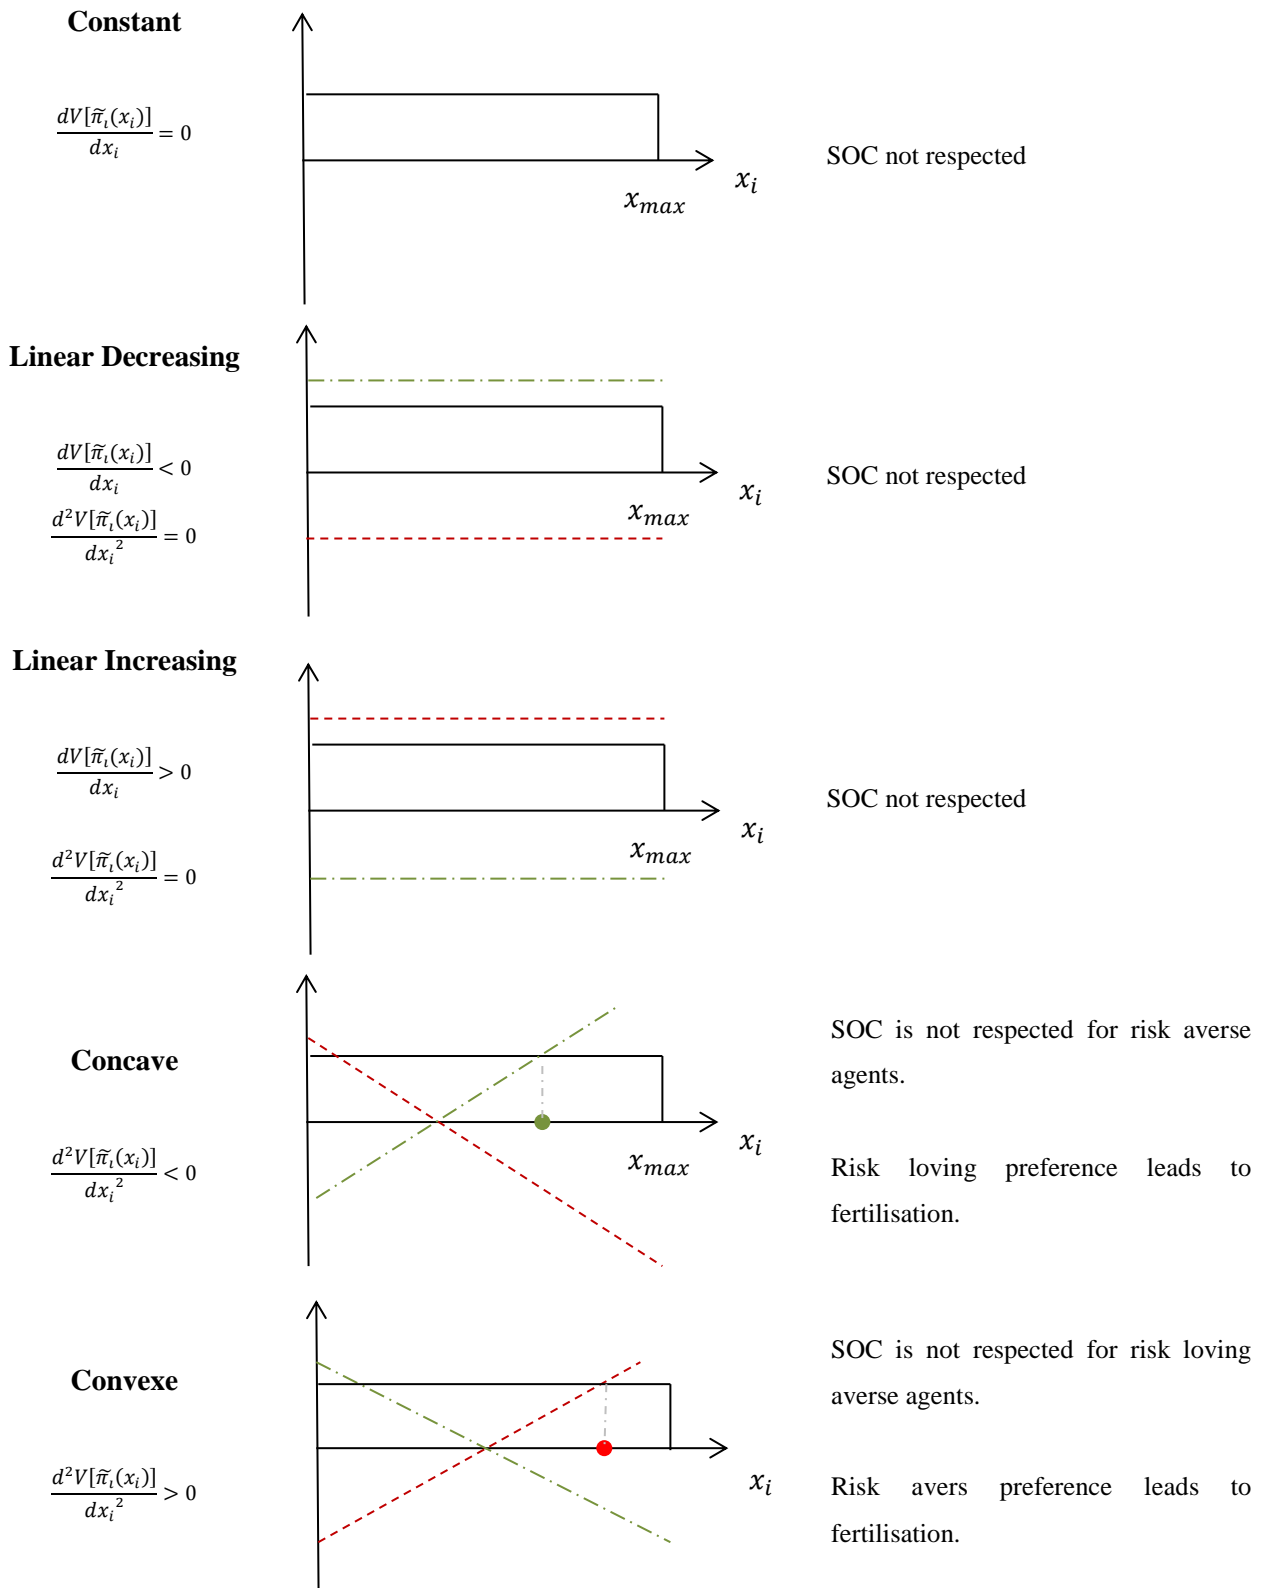 Constant
dV[π̃ᵢ(xᵢ)]/dxᵢ = 0
SOC not respected
xᵢ
x_max
Linear Decreasing
dV[π̃ᵢ(xᵢ)]/dxᵢ < 0
d²V[π̃ᵢ(xᵢ)]/dxᵢ² = 0
SOC not respected
xᵢ
x_max
Linear Increasing
dV[π̃ᵢ(xᵢ)]/dxᵢ > 0
d²V[π̃ᵢ(xᵢ)]/dxᵢ² = 0
SOC not respected
xᵢ
x_max
Concave
d²V[π̃ᵢ(xᵢ)]/dxᵢ² < 0
xᵢ
x_max
SOC is not respected for risk averse
agents.
Risk loving preference leads to
fertilisation.
Convexe
d²V[π̃ᵢ(xᵢ)]/dxᵢ² > 0
xᵢ
SOC is not respected for risk loving
averse agents.
Risk avers preference leads to
fertilisation.